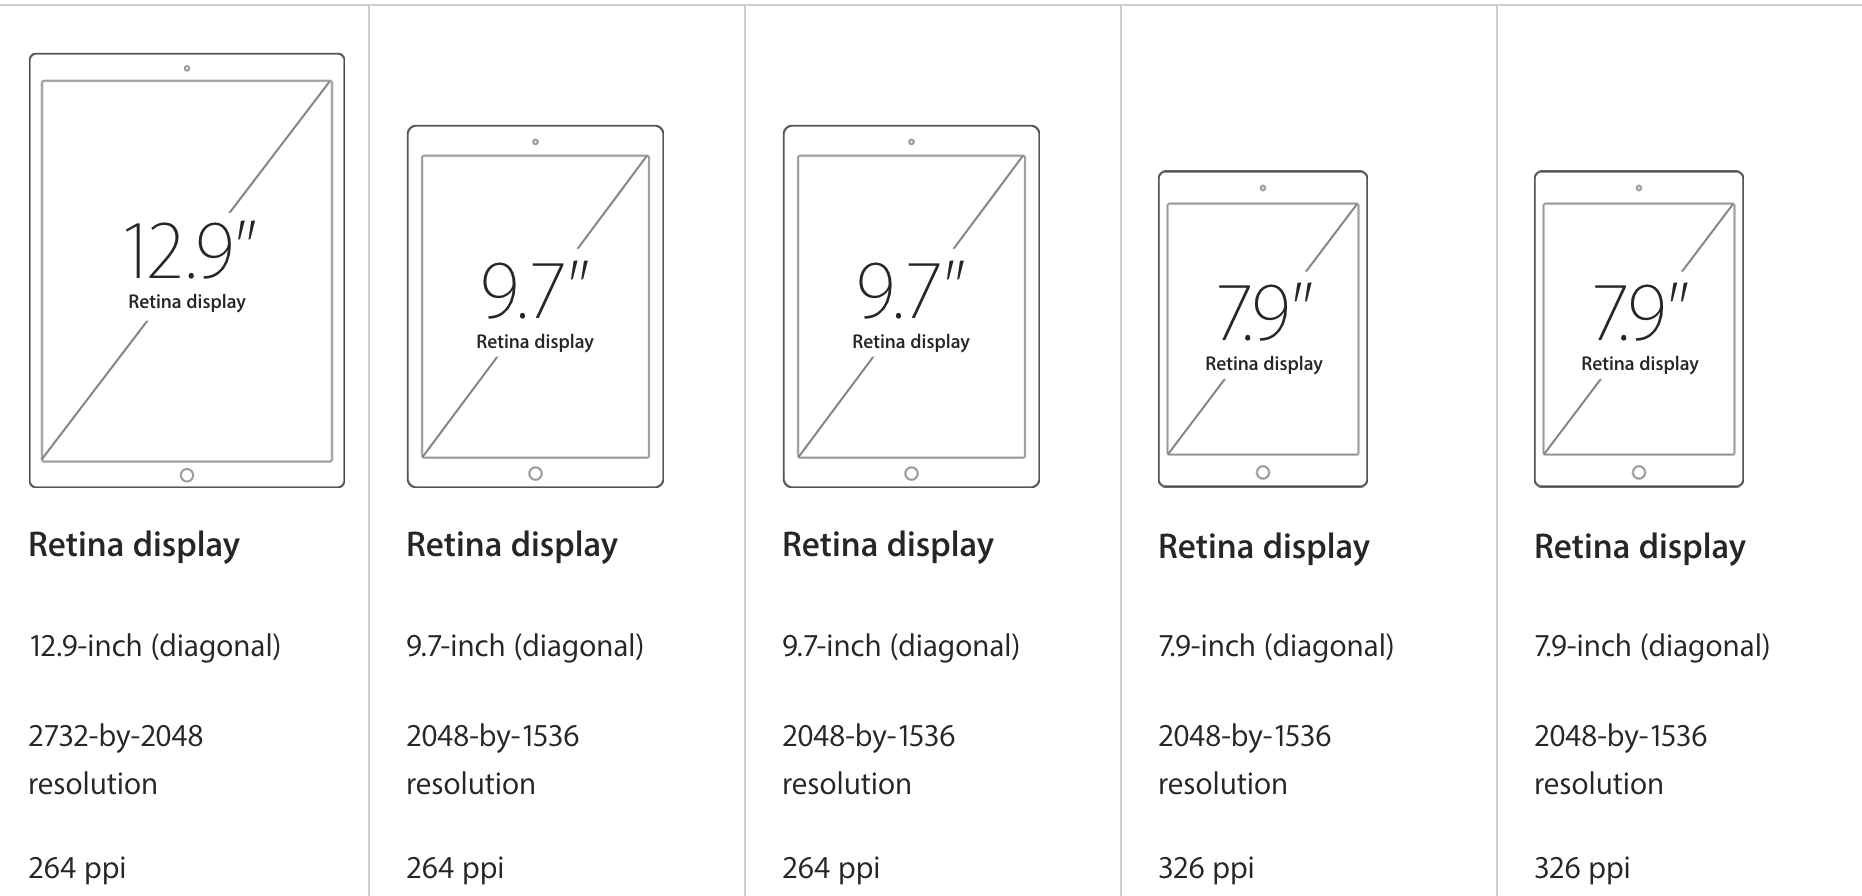 12.9"
Retina display
9.7"
Retina display
9.7"
Retina display
7.9"
Retina display
7.9"
Retina display
Retina display
12.9-inch (diagonal)
2732-by-2048
resolution
264 ppi
Retina display
9.7-inch (diagonal)
2048-by-1536
resolution
264 ppi
Retina display
9.7-inch (diagonal)
2048-by-1536
resolution
264 ppi
Retina display
7.9-inch (diagonal)
2048-by-1536
resolution
326 ppi
Retina display
7.9-inch (diagonal)
2048-by-1536
resolution
326 ppi